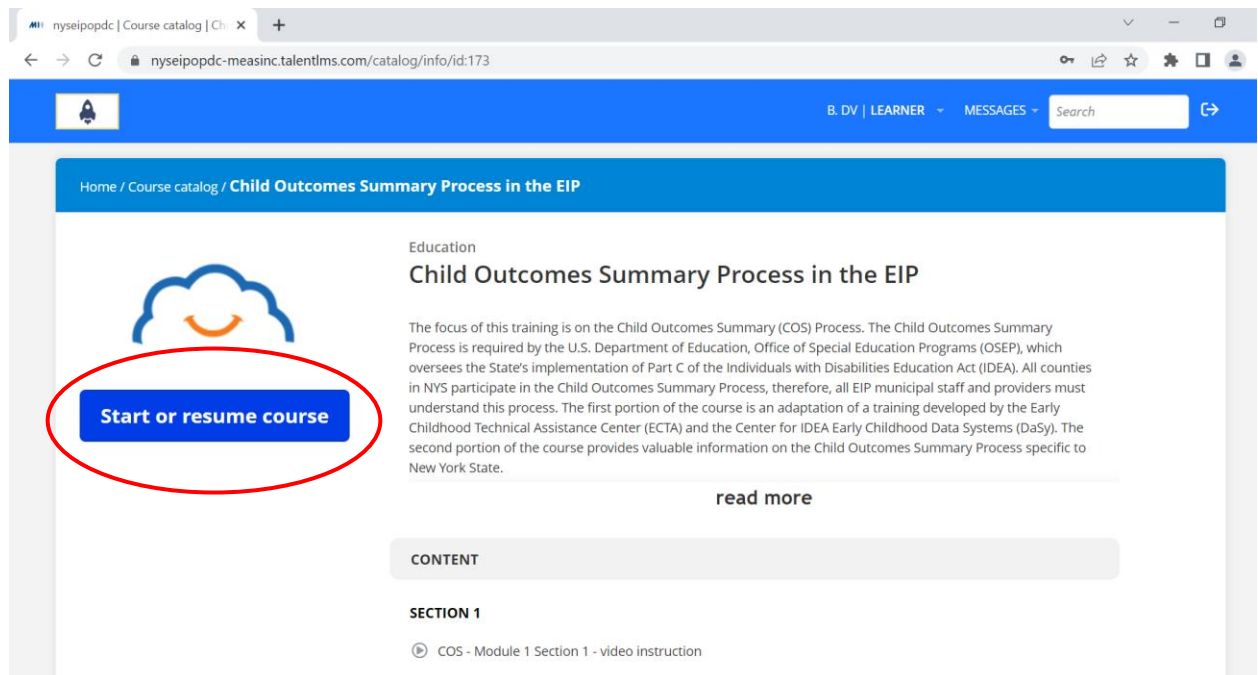 nyseipopdc | Course catalog | Ch
nyseipopdc-measinc.talentlms.com/catalog/info/id:173
B. DV | LEARNER MESSAGES Search
Home / Course catalog / Child Outcomes Summary Process in the EIP
Education
Child Outcomes Summary Process in the EIP
The focus of this training is on the Child Outcomes Summary (COS) Process. The Child Outcomes Summary
Process is required by the U.S. Department of Education, Office of Special Education Programs (OSEP), which
oversees the State's implementation of Part C of the Individuals with Disabilities Education Act (IDEA). All counties
in NYS participate in the Child Outcomes Summary Process, therefore, all EIP municipal staff and providers must
understand this process. The first portion of the course is an adaptation of a training developed by the Early
Childhood Technical Assistance Center (ECTA) and the Center for IDEA Early Childhood Data Systems (DaSy). The
second portion of the course provides valuable information on the Child Outcomes Summary Process specific to
New York State.
Start or resume course
read more
CONTENT
SECTION 1
COS - Module 1 Section 1 - video instruction